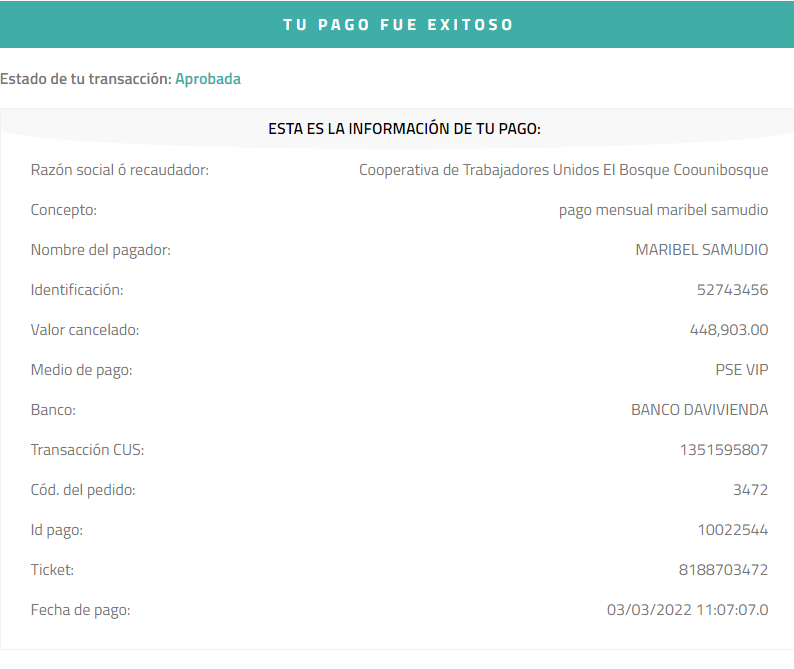 TU PAGO FUE EXITOSO
Estado de tu transacción: Aprobada
ESTA ES LA INFORMACIÓN DE TU PAGO:
Razón social ó recaudador: Cooperativa de Trabajadores Unidos El Bosque Coounibosque
Concepto: pago mensual maribel samudio
Nombre del pagador: MARIBEL SAMUDIO
Identificación: 52743456
Valor cancelado: 448,903.00
Medio de pago: PSE VIP
Banco: BANCO DAVIVIENDA
Transacción CUS: 1351595807
Cód. del pedido: 3472
Id pago: 10022544
Ticket: 8188703472
Fecha de pago: 03/03/2022 11:07:07.0